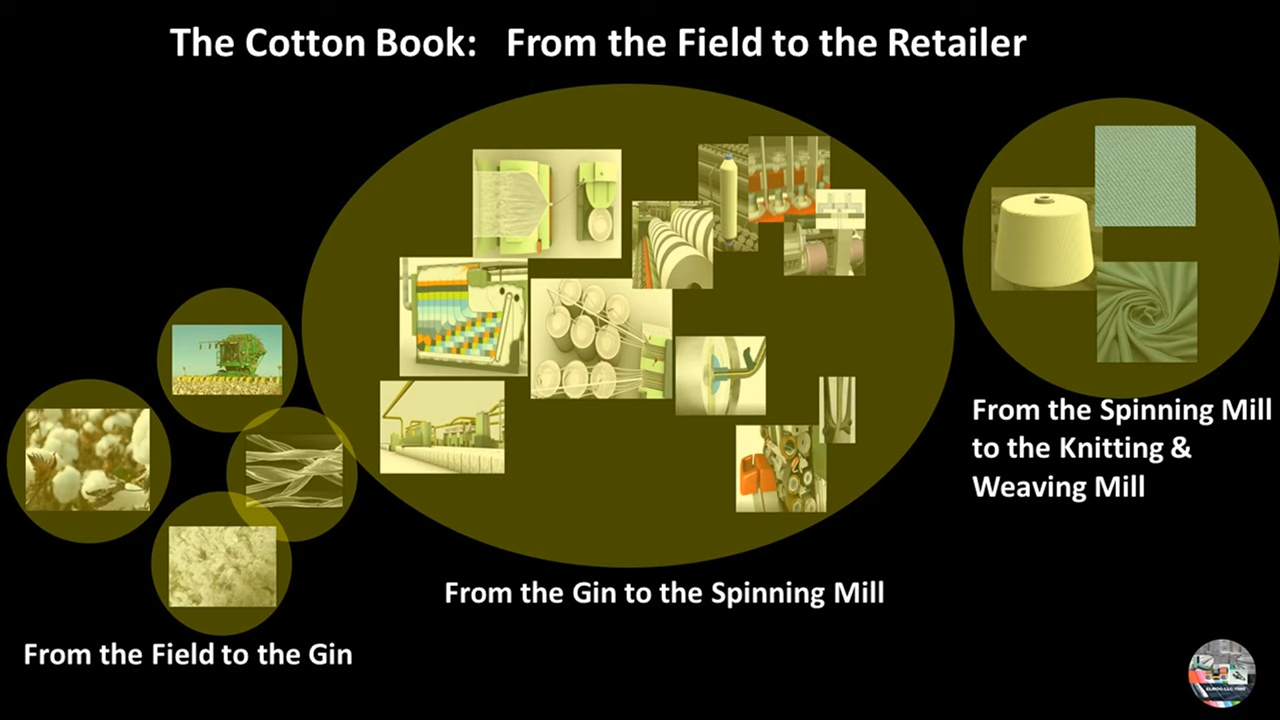 The Cotton Book: From the Field to the Retailer
From the Spinning Mill
to the Knitting &
Weaving Mill
From the Gin to the Spinning Mill
From the Field to the Gin